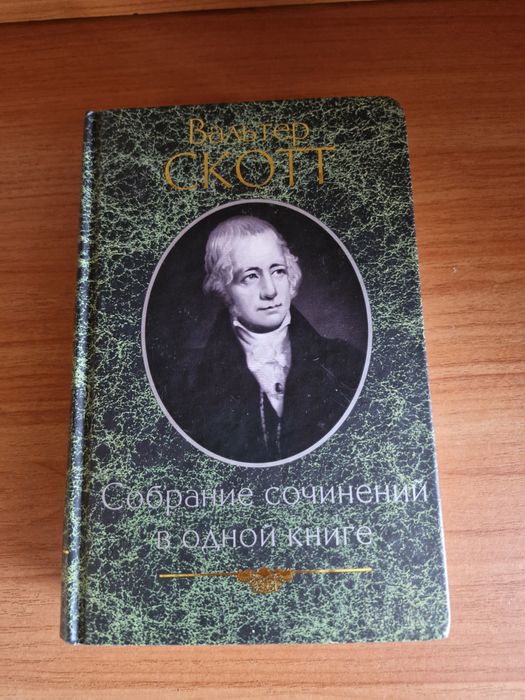 Вальтер
СКОТТ
Собрание сочинений
в одной книге